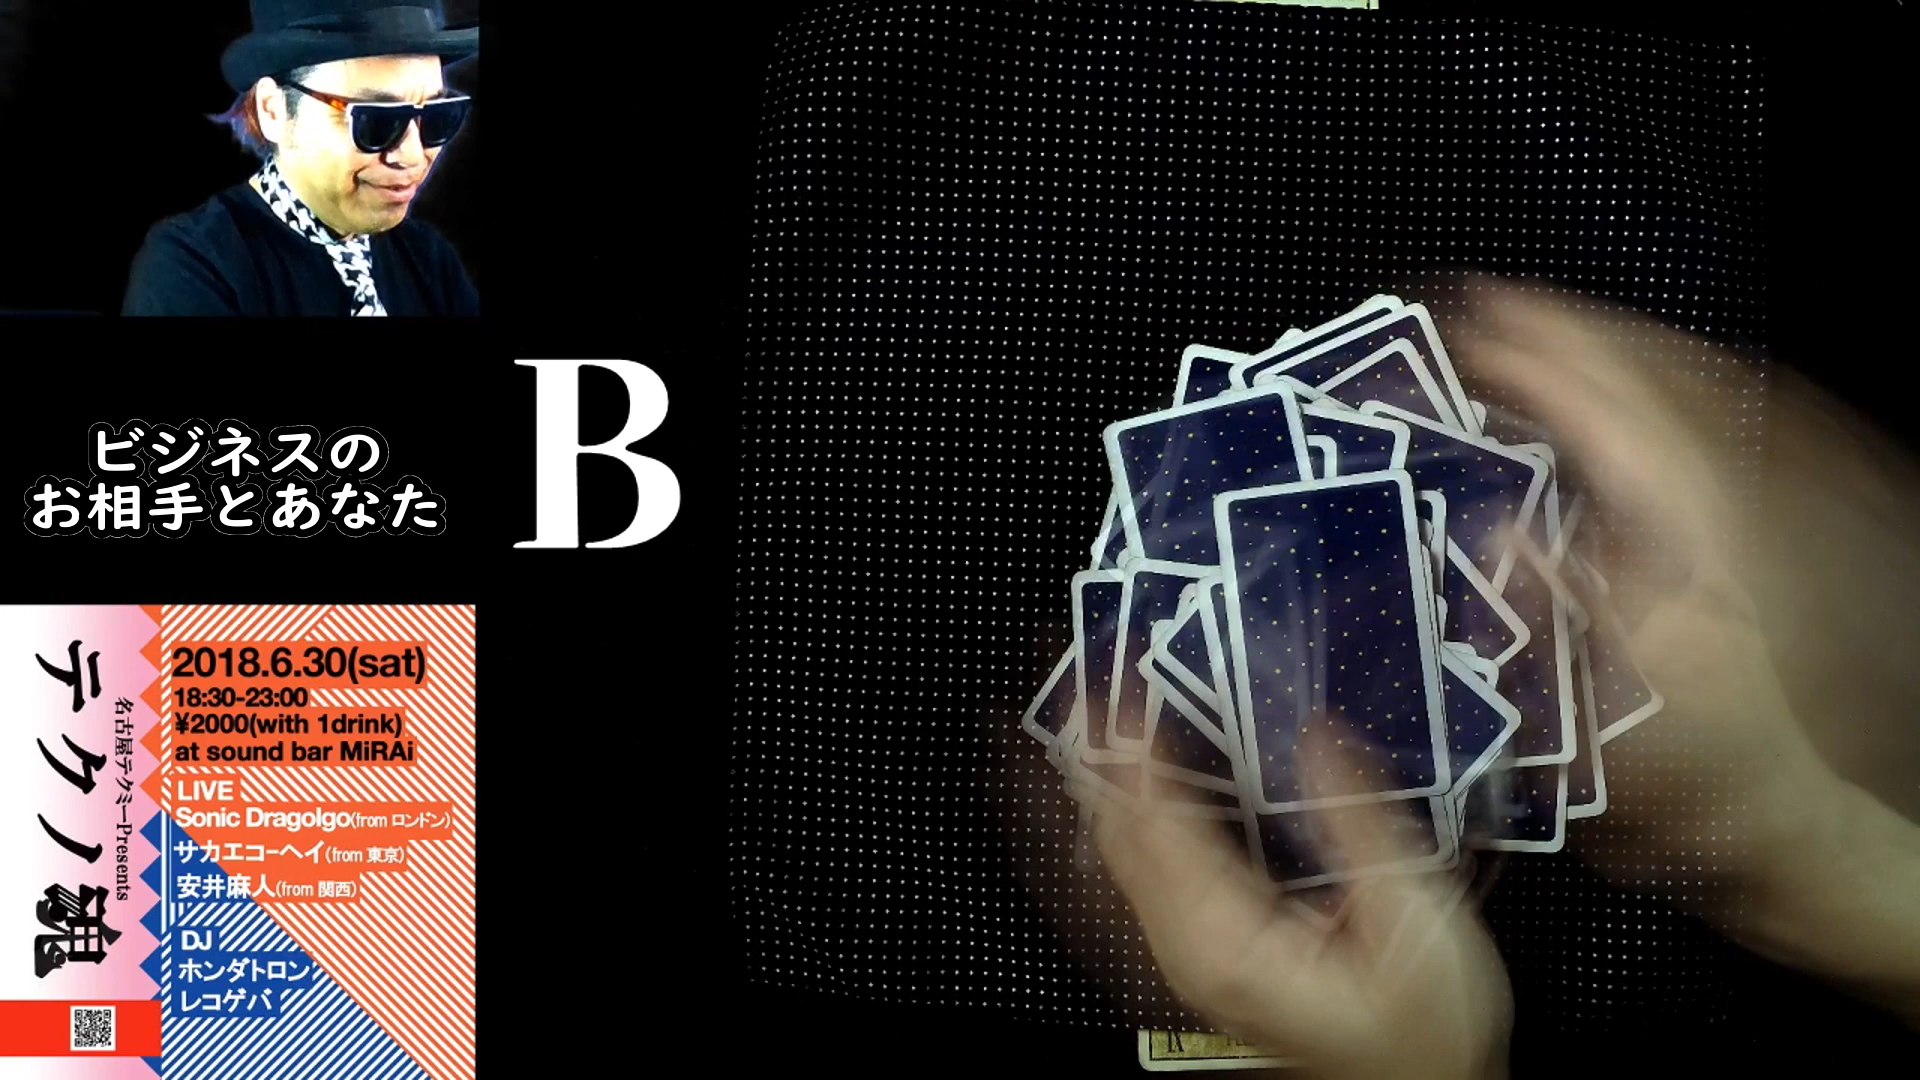 ビジネスの
お相手とあなた
B
テクノ魂
名古屋テクミーPresents
2018.6.30(sat)
18:30-23:00
¥2000(with 1drink)
at sound bar MiRAi
LIVE
Sonic Dragolgo(from ロンドン)
サカエコーヘイ(from 東京)
安井麻人(from 関西)
DJ
ホンダトロン
レコゲバ
IX